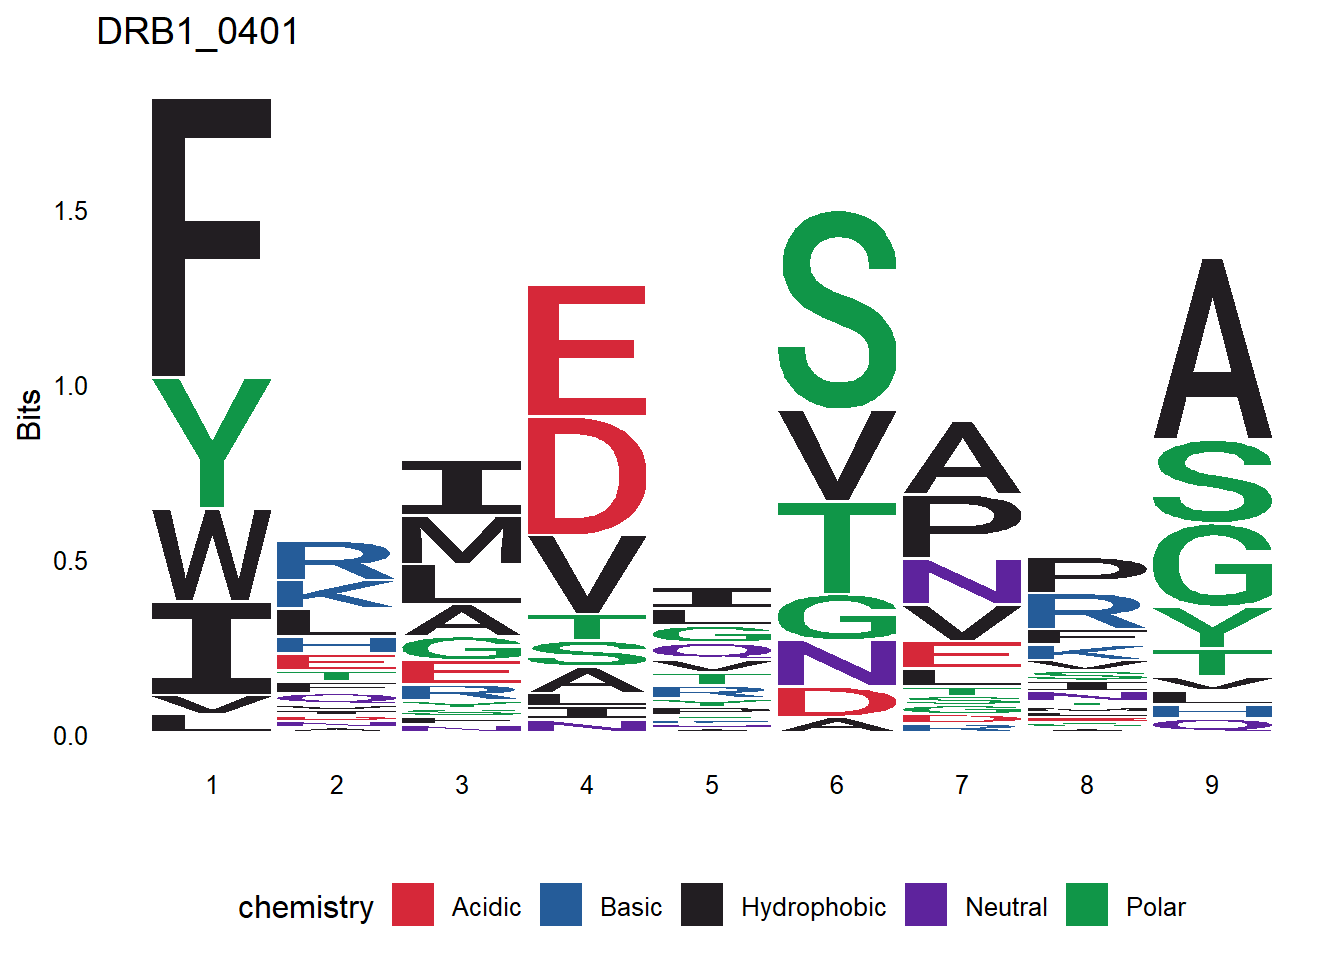 DRB1_0401
Bits
1.5
1.0
0.5
0.0
F
Y
W
I
V
L
R
K
L
H
E
I
M
L
A
G
E
R
E
D
V
T
S
A
I
N
I
L
G
Q
V
T
R
S
V
T
G
N
D
A
A
P
N
V
E
L
P
R
L
K
A
S
G
Y
T
V
L
H
Q
1 2 3 4 5 6 7 8 9
chemistry Acidic Basic Hydrophobic Neutral Polar